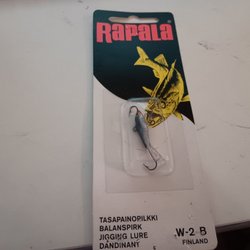 RAPALA
TASAPAINOPILKKI
BALANSPIRK
JIGGING LURE
DANDINANT
W-2 B
FINLAND